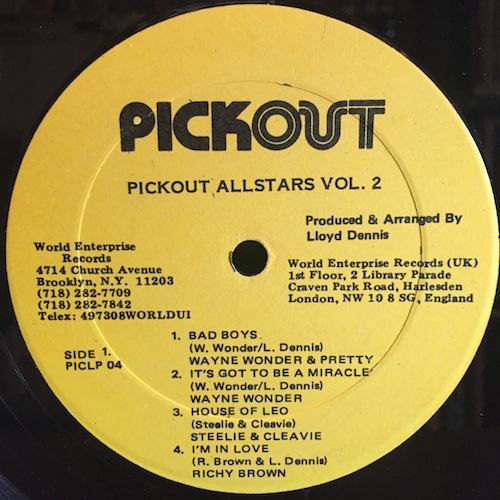 PICKOUT
PICKOUT ALLSTARS VOL. 2
Produced & Arranged By
Lloyd Dennis
World Enterprise
Records
4714 Church Avenue
Brooklyn, N.Y. 11203
(718) 282-7709
(718) 282-7842
Telex: 497308WORLDUI
World Enterprise Records (UK)
1st Floor, 2 Library Parade
Craven Park Road, Harlesden
London, NW 10 8 SG, England
SIDE 1.
PICLP 04
1. BAD BOYS
(W. Wonder/L. Dennis)
WAYNE WONDER & PRETTY
2. IT'S GOT TO BE A MIRACLE
(W. Wonder/L. Dennis)
WAYNE WONDER
3. HOUSE OF LEO
(Steelie & Cleavie)
STEELIE & CLEAVIE
4. I'M IN LOVE
(R. Brown & L. Dennis)
RICHY BROWN